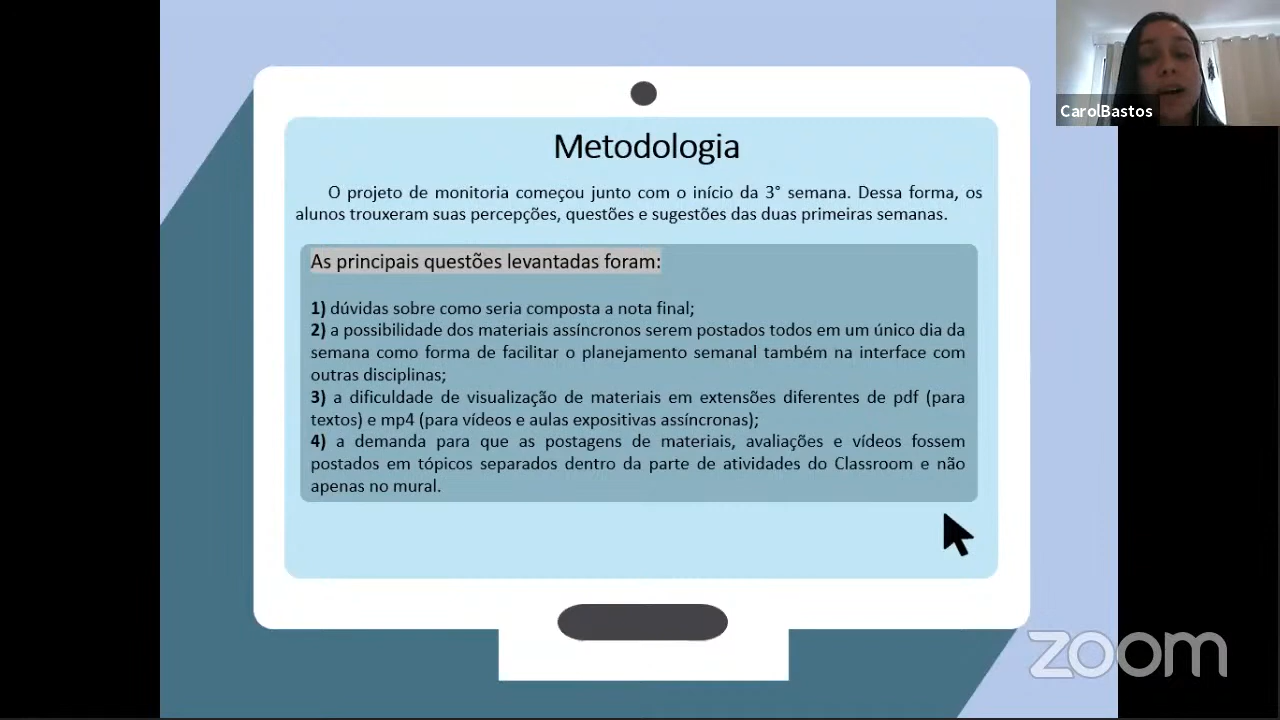 CarolBastos
Metodologia
O projeto de monitoria começou junto com o início da 3° semana. Dessa forma, os
alunos trouxeram suas percepções, questões e sugestões das duas primeiras semanas.
As principais questões levantadas foram:
1) dúvidas sobre como seria composta a nota final;
2) a possibilidade dos materiais assíncronos serem postados todos em um único dia da
semana como forma de facilitar o planejamento semanal também na interface com
outras disciplinas;
3) a dificuldade de visualização de materiais em extensões diferentes de pdf (para
textos) e mp4 (para vídeos e aulas expositivas assíncronas);
4) a demanda para que as postagens de materiais, avaliações e vídeos fossem
postados em tópicos separados dentro da parte de atividades do Classroom e não
apenas no mural.
zoom